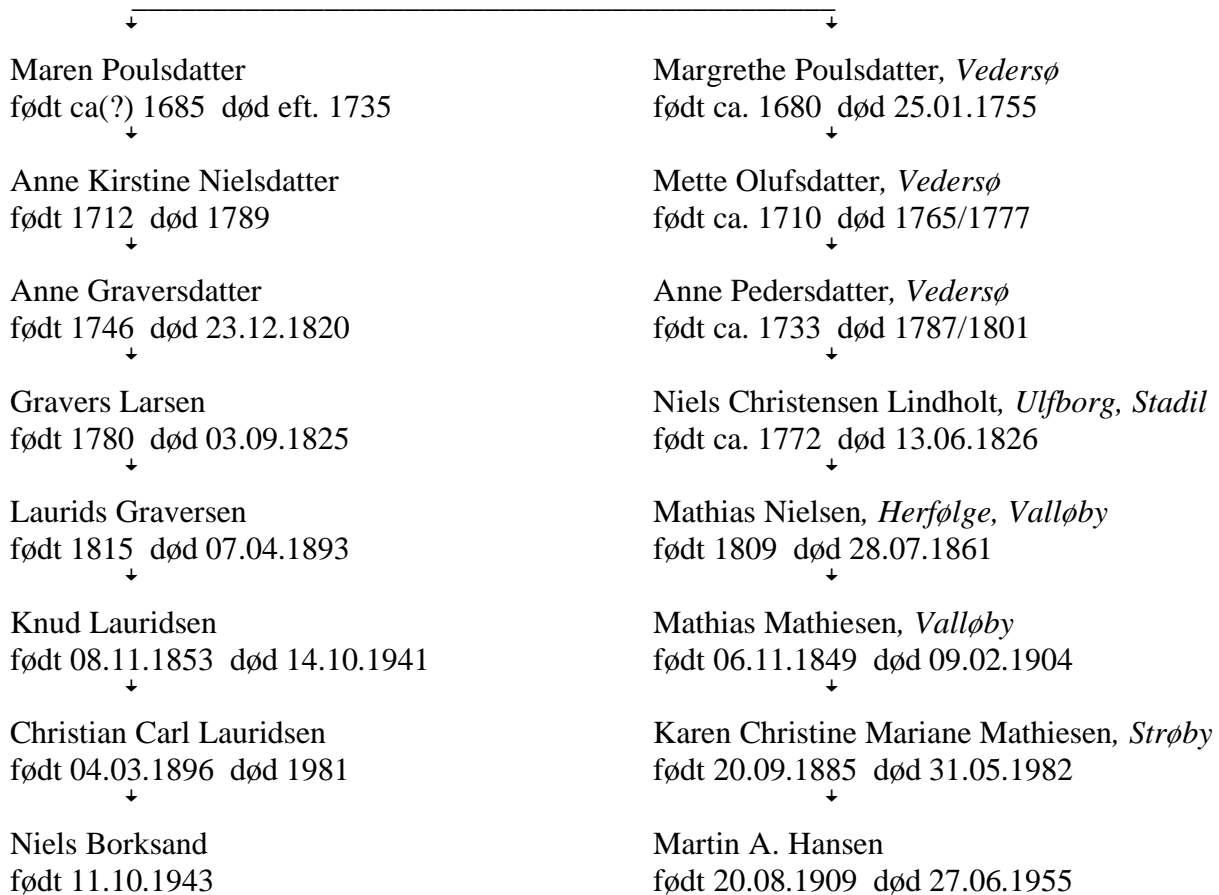 Maren Poulsdatter
født ca(?) 1685 død eft. 1735
Anne Kirstine Nielsdatter
født 1712 død 1789
Anne Graversdatter
født 1746 død 23.12.1820
Gravers Larsen
født 1780 død 03.09.1825
Laurids Graversen
født 1815 død 07.04.1893
Knud Lauridsen
født 08.11.1853 død 14.10.1941
Christian Carl Lauridsen
født 04.03.1896 død 1981
Niels Borksand
født 11.10.1943
Margrethe Poulsdatter, Vedersø
født ca. 1680 død 25.01.1755
Mette Olufsdatter, Vedersø
født ca. 1710 død 1765/1777
Anne Pedersdatter, Vedersø
født ca. 1733 død 1787/1801
Niels Christensen Lindholt, Ulfborg, Stadil
født ca. 1772 død 13.06.1826
Mathias Nielsen, Herfølge, Valløby
født 1809 død 28.07.1861
Mathias Mathiesen, Valløby
født 06.11.1849 død 09.02.1904
Karen Christine Mariane Mathiesen, Strøby
født 20.09.1885 død 31.05.1982
Martin A. Hansen
født 20.08.1909 død 27.06.1955